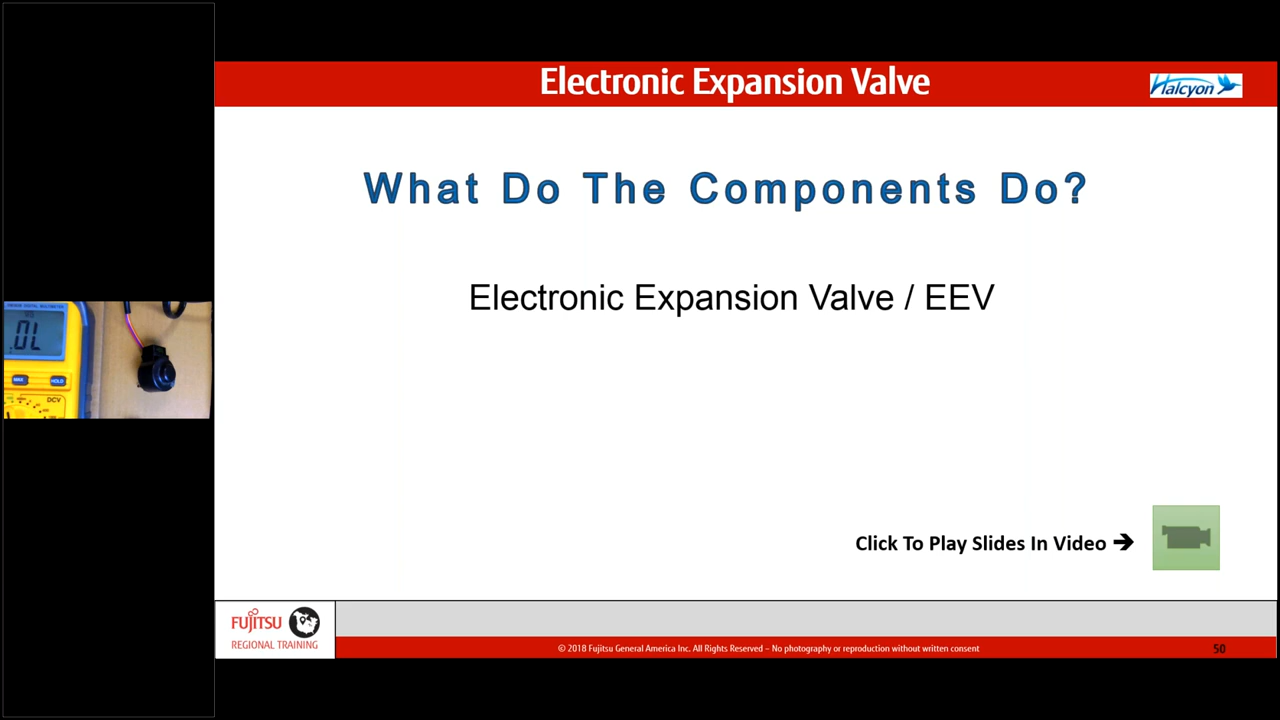 Electronic Expansion Valve
Halcyon
What Do The Components Do?
Electronic Expansion Valve / EEV
.OL
HOLD
DCV
Click To Play Slides In Video ➔
FUJITSU
REGIONAL TRAINING
© 2018 Fujitsu General America Inc. All Rights Reserved – No photography or reproduction without written consent
50